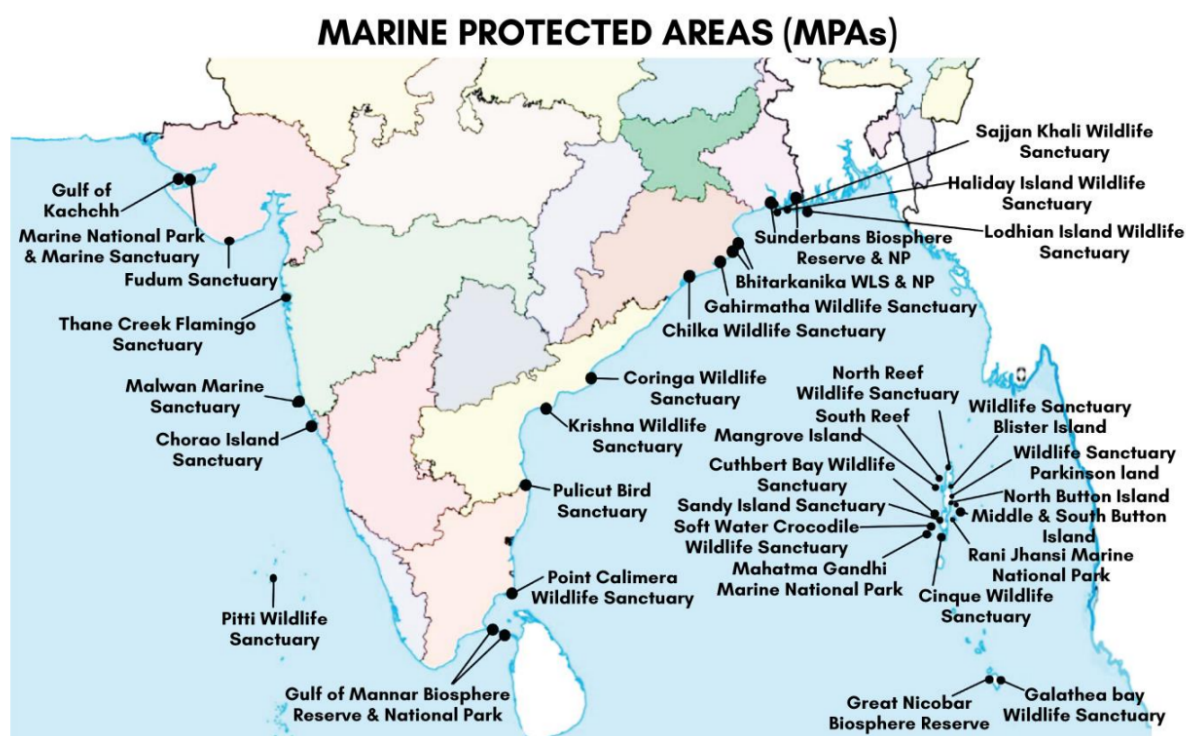 MARINE PROTECTED AREAS (MPAs)
Gulf of
Kachchh
Marine National Park
& Marine Sanctuary
Fudum Sanctuary
Thane Creek Flamingo
Sanctuary
Malwan Marine
Sanctuary
Chorao Island
Sanctuary
Pitti Wildlife
Sanctuary
Sajjan Khali Wildlife
Sanctuary
Haliday Island Wildlife
Sanctuary
Lodhian Island Wildlife
Sanctuary
Sunderbans Biosphere
Reserve & NP
Bhitarkanika WLS & NP
Gahirmatha Wildlife Sanctuary
Chilka Wildlife Sanctuary
Coringa Wildlife
Sanctuary
Krishna Wildlife
Sanctuary
Pulicut Bird
Sanctuary
Point Calimera
Wildlife Sanctuary
Gulf of Mannar Biosphere
Reserve & National Park
North Reef
Wildlife Sanctuary
South Reef
Mangrove Island
Cuthbert Bay Wildlife
Sanctuary
Sandy Island Sanctuary
Soft Water Crocodile
Wildlife Sanctuary
Mahatma Gandhi
Marine National Park
Wildlife Sanctuary
Blister Island
Wildlife Sanctuary
Parkinson land
North Button Island
Middle & South Button
Island
Rani Jhansi Marine
National Park
Cinque Wildlife
Sanctuary
Great Nicobar
Biosphere Reserve
Galathea bay
Wildlife Sanctuary